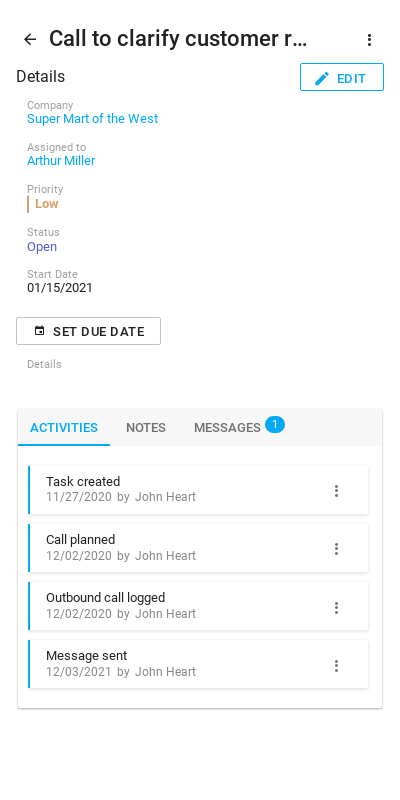 Call to clarify customer r...
Details
EDIT
Company
Super Mart of the West
Assigned to
Arthur Miller
Priority
Low
Status
Open
Start Date
01/15/2021
SET DUE DATE
Details
ACTIVITIES NOTES MESSAGES 1
Task created
11/27/2020 by John Heart
Call planned
12/02/2020 by John Heart
Outbound call logged
12/02/2020 by John Heart
Message sent
12/03/2021 by John Heart